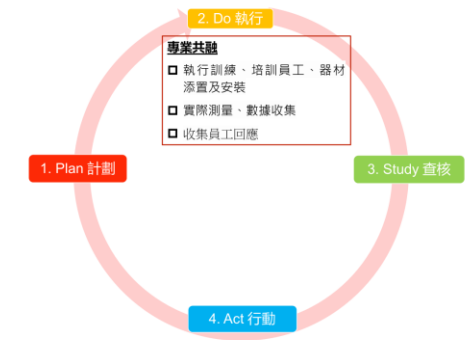 2. Do 執行
專業共融
執行訓練、培訓員工、器材
添置及安裝
實際測量、數據收集
收集員工回應
1. Plan 計劃
3. Study 查核
4. Act 行動